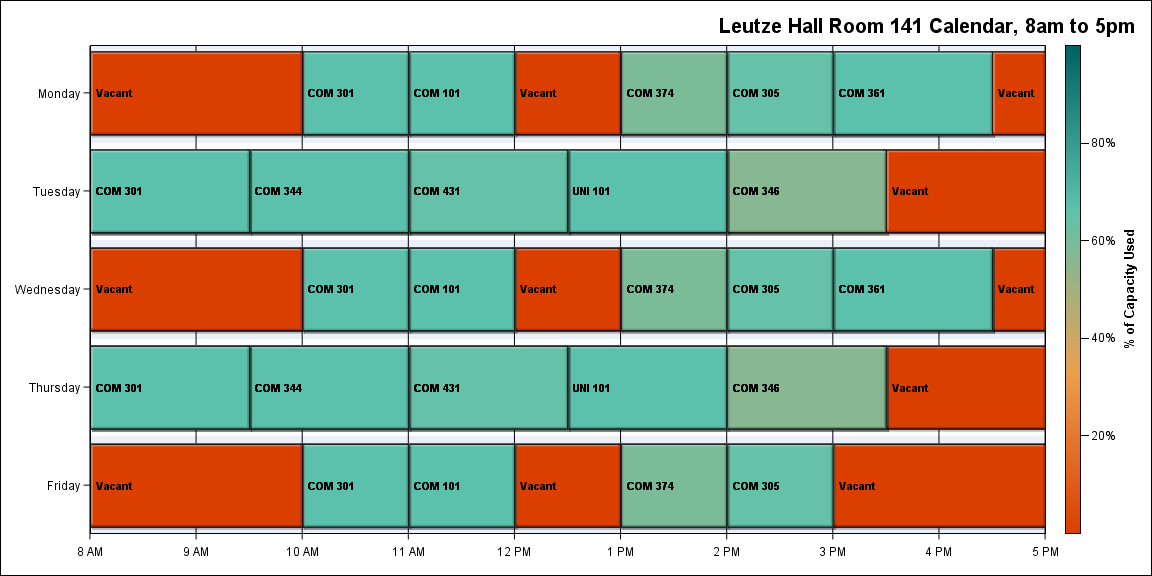 Leutze Hall Room 141 Calendar, 8am to 5pm
Monday
Vacant
COM 301
COM 101
Vacant
COM 374
COM 305
COM 361
Vacant
Tuesday
COM 301
COM 344
COM 431
UNI 101
COM 346
Vacant
Wednesday
Vacant
COM 301
COM 101
Vacant
COM 374
COM 305
COM 361
Vacant
Thursday
COM 301
COM 344
COM 431
UNI 101
COM 346
Vacant
Friday
Vacant
COM 301
COM 101
Vacant
COM 374
COM 305
Vacant
8 AM
9 AM
10 AM
11 AM
12 PM
1 PM
2 PM
3 PM
4 PM
5 PM
80%
60%
40%
20%
% of Capacity Used